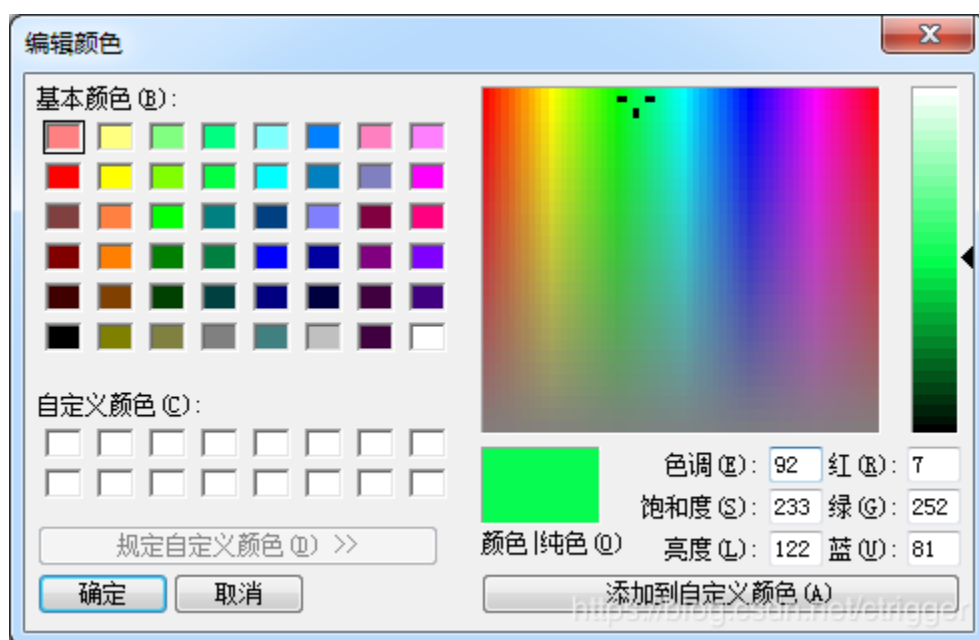 编辑颜色
基本颜色(B):
自定义颜色(C):
规定自定义颜色(D) >>
确定
取消
颜色|纯色(O)
色调(E): 92
红(R): 7
饱和度(S): 233
绿(G): 252
亮度(L): 122
蓝(U): 81
添加到自定义颜色(A)
https://blog.csdn.net/ctrigger